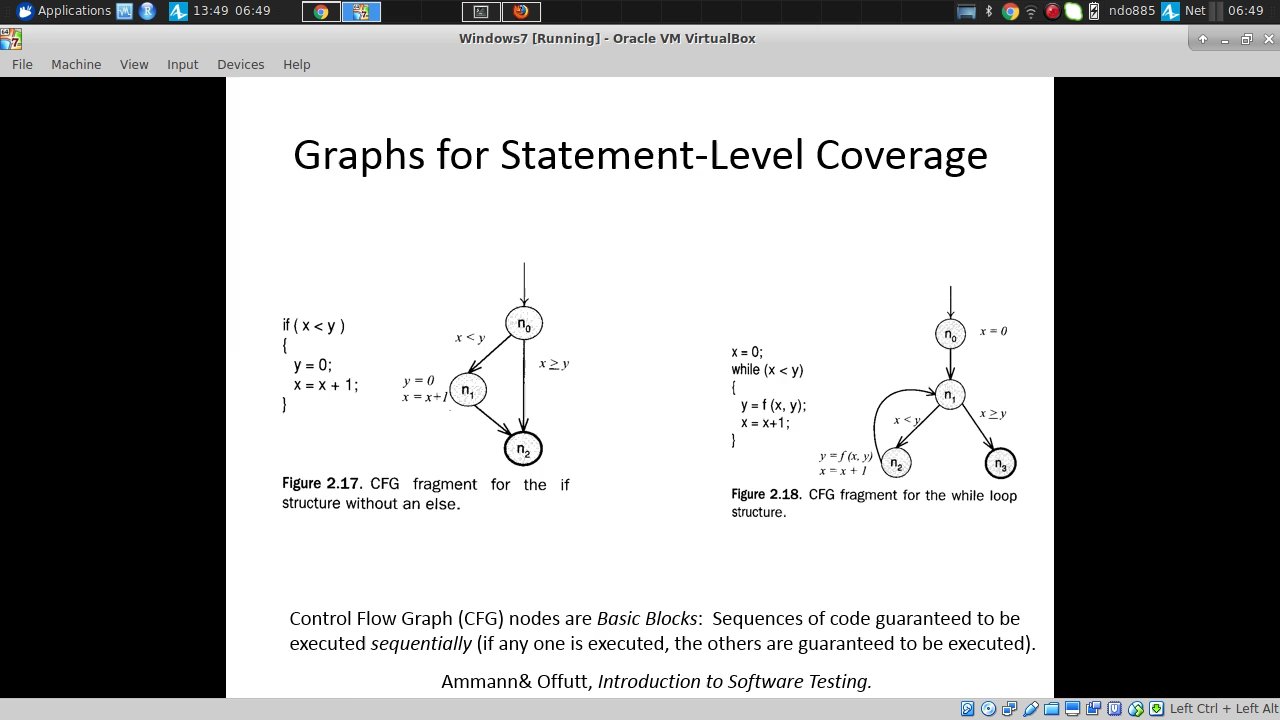 Applications 13:49 06:49 ndo885 Net 06:49
Windows7 [Running] - Oracle VM VirtualBox
File Machine View Input Devices Help
Graphs for Statement-Level Coverage
if ( x < y )
{
y = 0;
x = x + 1;
}
n0
x < y
x ≥ y
y = 0
x = x+1
n1
n2
Figure 2.17. CFG fragment for the if
structure without an else.
x = 0;
while (x < y)
{
y = f (x, y);
x = x+1;
}
n0
x = 0
n1
x < y
x ≥ y
y = f (x, y)
x = x + 1
n2
n3
Figure 2.18. CFG fragment for the while loop
structure.
Control Flow Graph (CFG) nodes are Basic Blocks: Sequences of code guaranteed to be
executed sequentially (if any one is executed, the others are guaranteed to be executed).
Ammann& Offutt, Introduction to Software Testing.
Left Ctrl + Left Alt